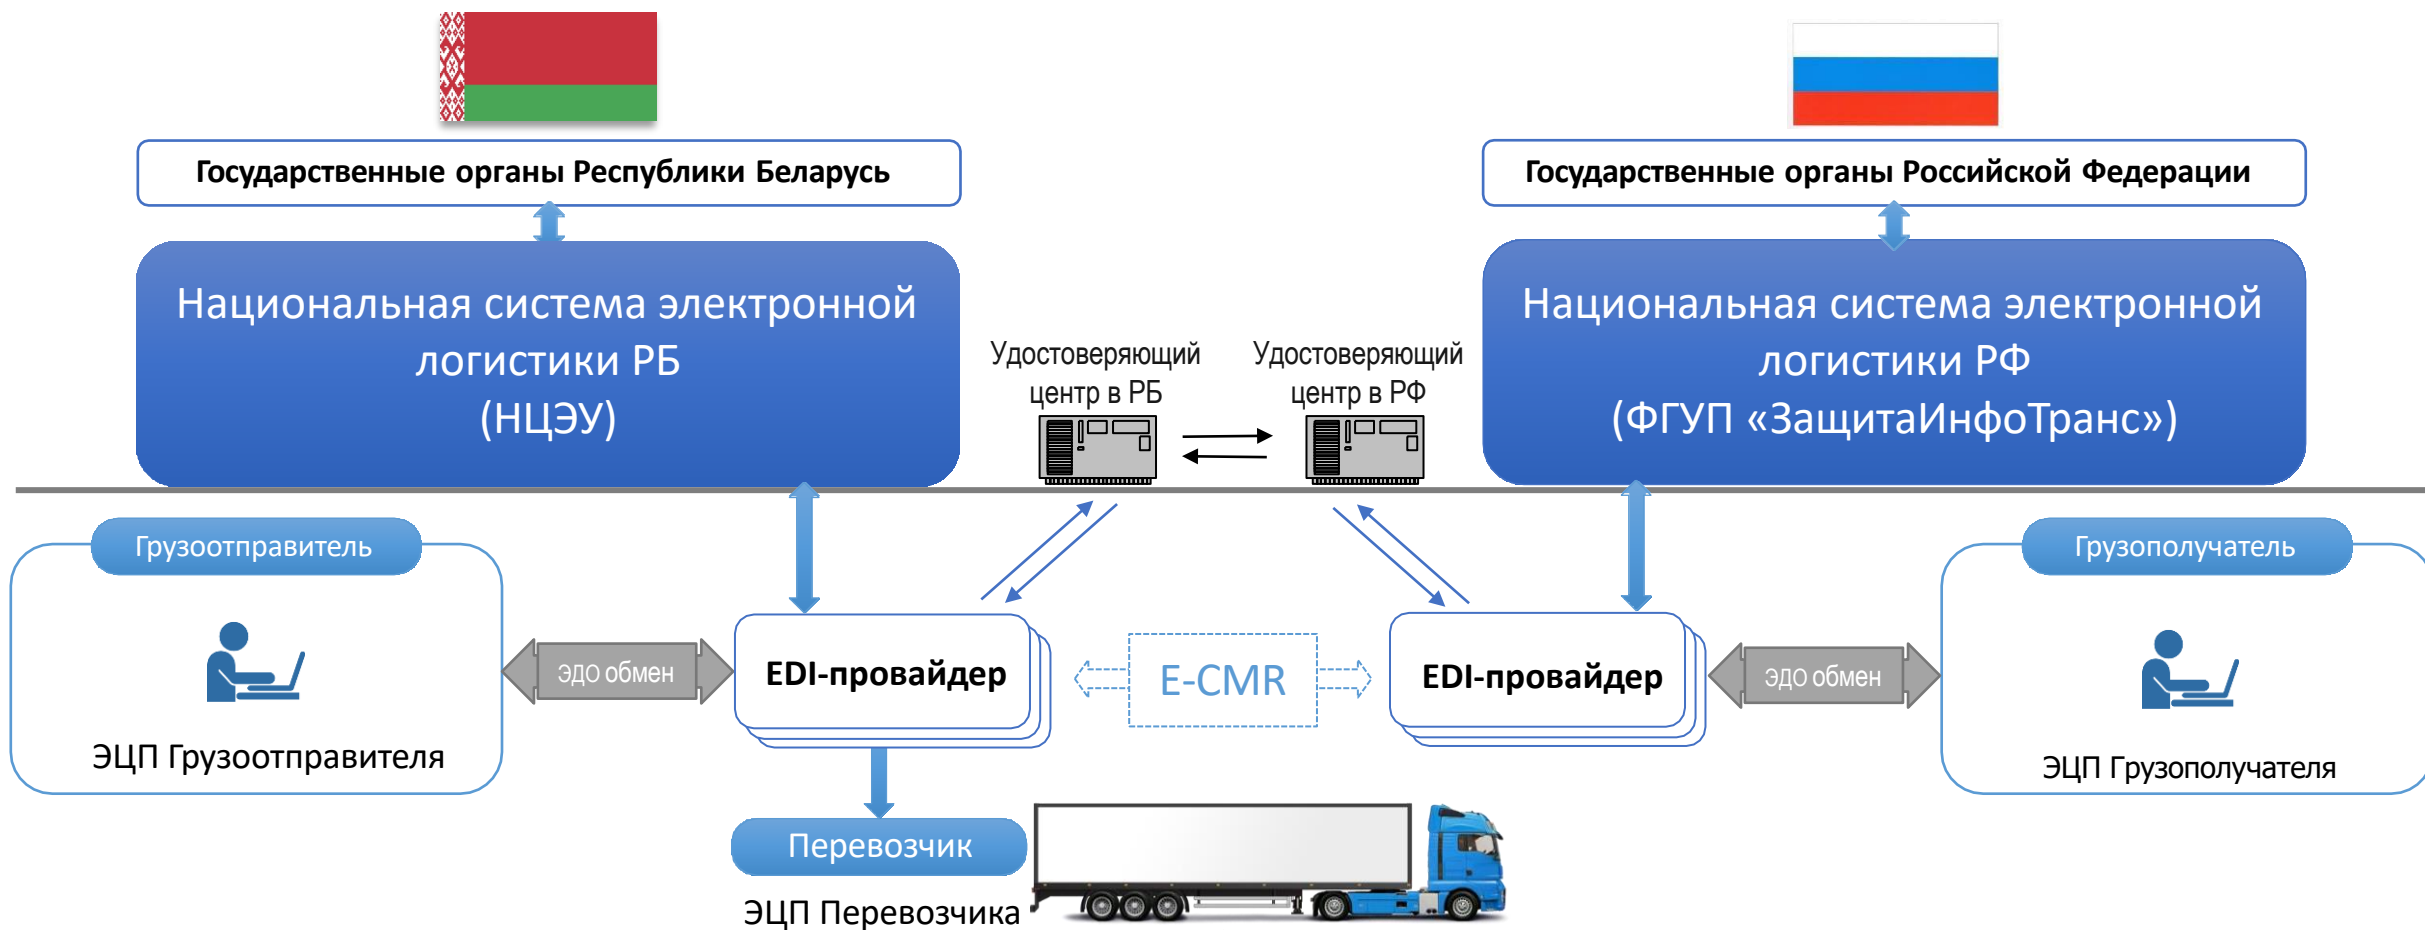 Государственные органы Республики Беларусь
Государственные органы Российской Федерации
Национальная система электронной
логистики РБ
(НЦЭУ)
Удостоверяющий
центр в РБ
Удостоверяющий
центр в РФ
Национальная система электронной
логистики РФ
(ФГУП «ЗащитаИнфоТранс»)
Грузоотправитель
ЭЦП Грузоотправителя
ЭДО обмен
EDI-провайдер
E-CMR
EDI-провайдер
ЭДО обмен
Грузополучатель
ЭЦП Грузополучателя
Перевозчик
ЭЦП Перевозчика